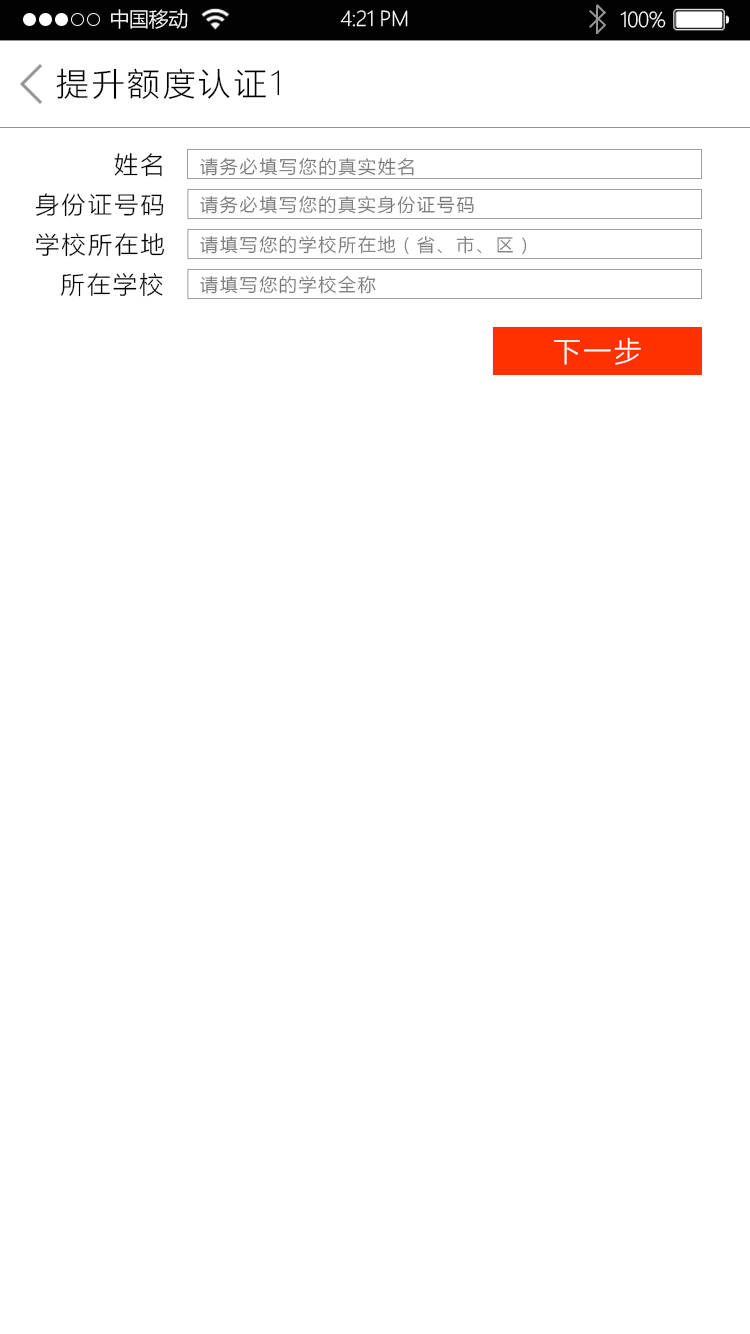 中国移动 4:21 PM 100%
提升额度认证1
姓名 请务必填写您的真实姓名
身份证号码 请务必填写您的真实身份证号码
学校所在地 请填写您的学校所在地（省、市、区）
所在学校 请填写您的学校全称
下一步